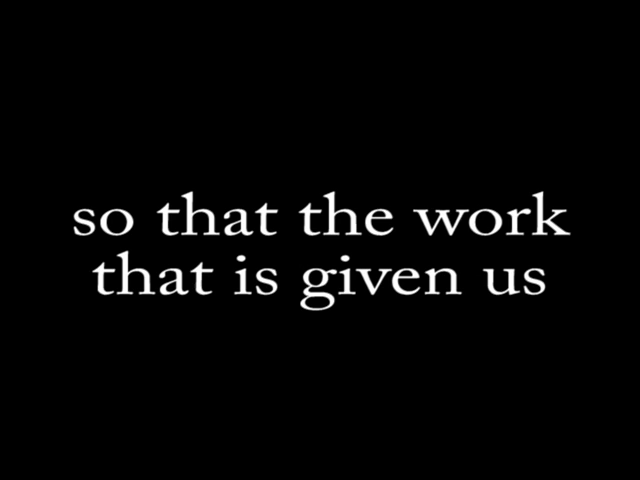 so that the work
that is given us